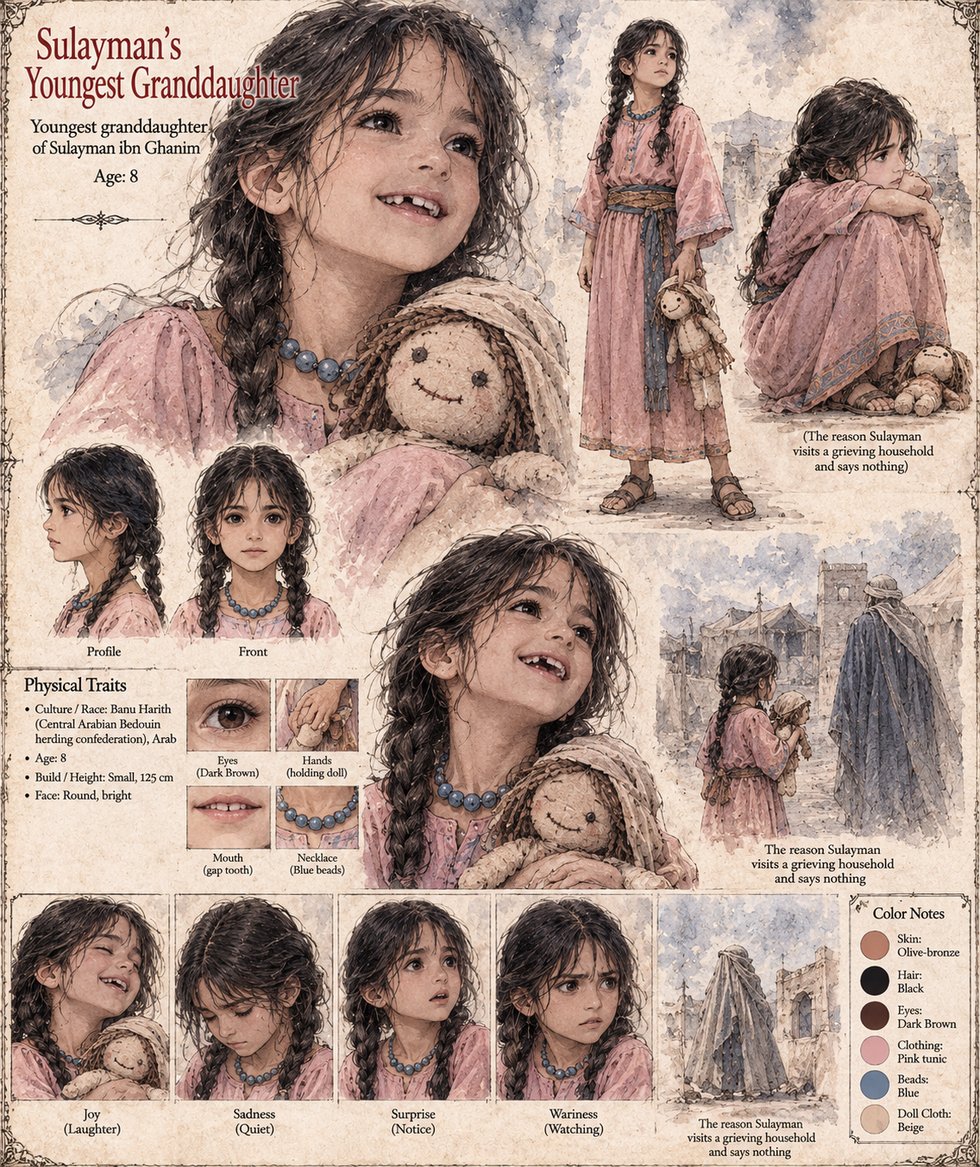 Sulayman's
Youngest Granddaughter
Youngest granddaughter
of Sulayman ibn Ghanim
Age: 8
(The reason Sulayman
visits a grieving household
and says nothing)
Profile
Front
Physical Traits
• Culture / Race: Banu Harith
(Central Arabian Bedouin
herding confederation), Arab
• Age: 8
• Build / Height: Small, 125 cm
• Face: Round, bright
Eyes
(Dark Brown)
Hands
(holding doll)
Mouth
(gap tooth)
Necklace
(Blue beads)
The reason Sulayman
visits a grieving household
and says nothing
Joy
(Laughter)
Sadness
(Quiet)
Surprise
(Notice)
Wariness
(Watching)
The reason Sulayman
visits a grieving household
and says nothing
Color Notes
Skin:
Olive-bronze
Hair:
Black
Eyes:
Dark Brown
Clothing:
Pink tunic
Beads:
Blue
Doll Cloth:
Beige